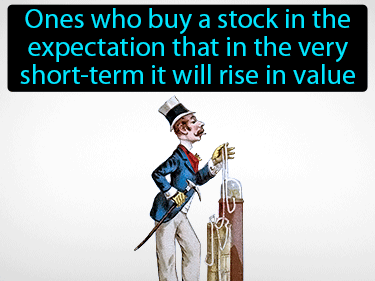 Ones who buy a stock in the
expectation that in the very
short-term it will rise in value